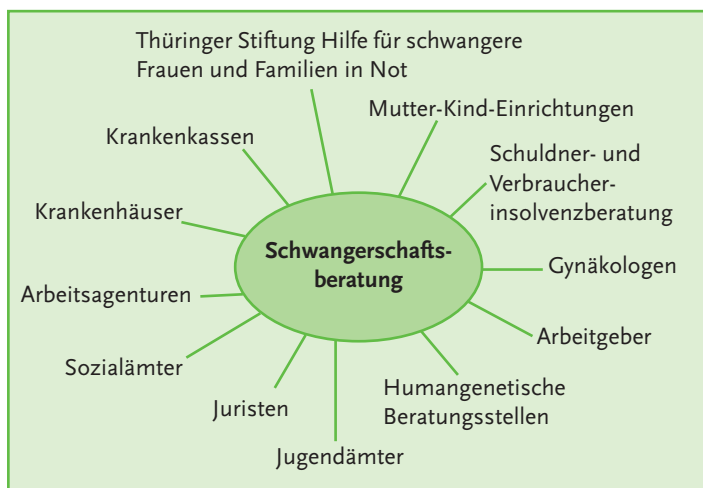 Thüringer Stiftung Hilfe für schwangere
Frauen und Familien in Not
Mutter-Kind-Einrichtungen
Krankenkassen
Schuldner- und
Verbraucher-
insolvenzberatung
Krankenhäuser
Schwangerschafts-
beratung
Gynäkologen
Arbeitsagenturen
Arbeitgeber
Sozialämter
Humangenetische
Beratungsstellen
Juristen
Jugendämter